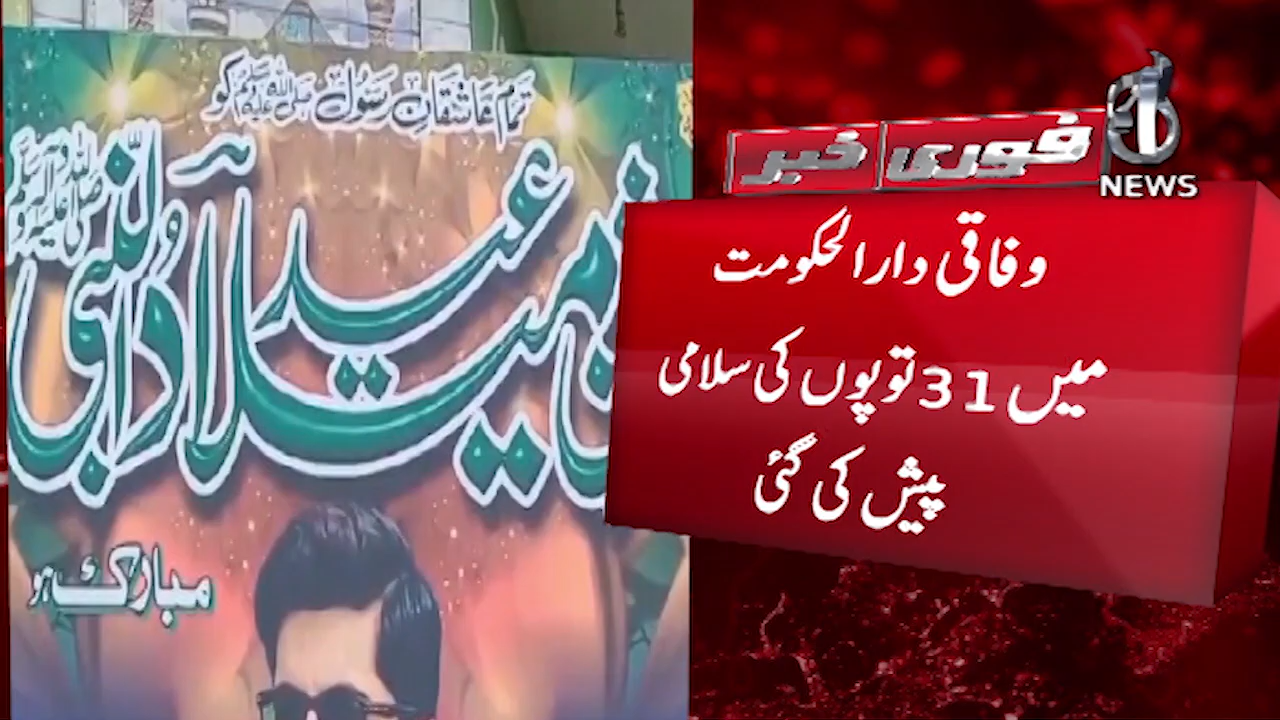 تمام عاشقانِ رسول صلی اللہ علیہ وسلم کو
عید میلاد النبی صلی اللہ علیہ وآلہ وسلم
مبارک ہو
1
NEWS
فوری خبر
وفاقی دارالحکومت
میں 31 توپوں کی سلامی
پیش کی گئی